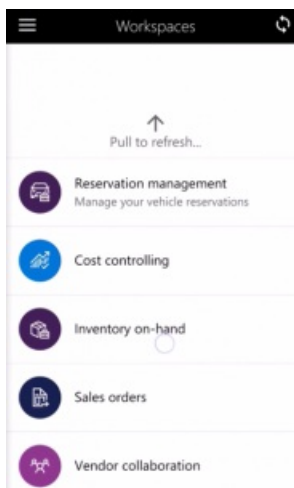 Workspaces
Pull to refresh...
Reservation management
Manage your vehicle reservations
Cost controlling
Inventory on-hand
Sales orders
Vendor collaboration